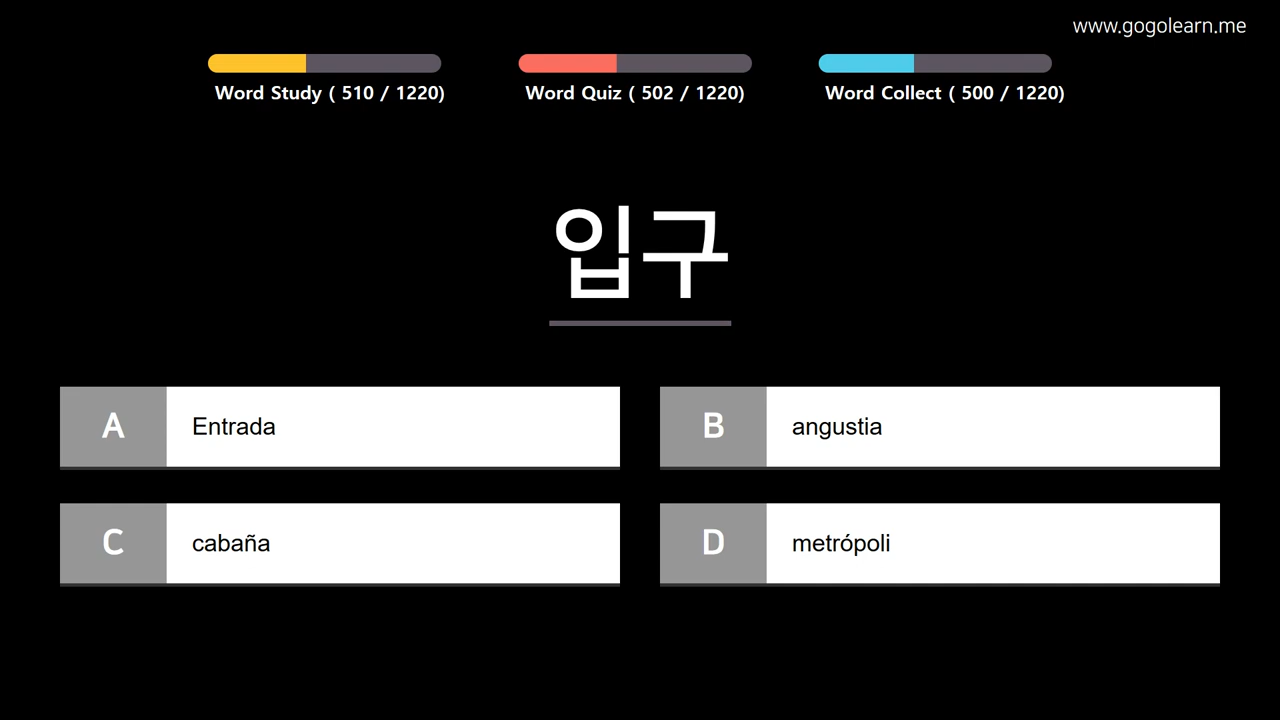 www.gogolearn.me
Word Study ( 510 / 1220)
Word Quiz ( 502 / 1220)
Word Collect ( 500 / 1220)
입구
A Entrada
B angustia
C cabaña
D metrópoli